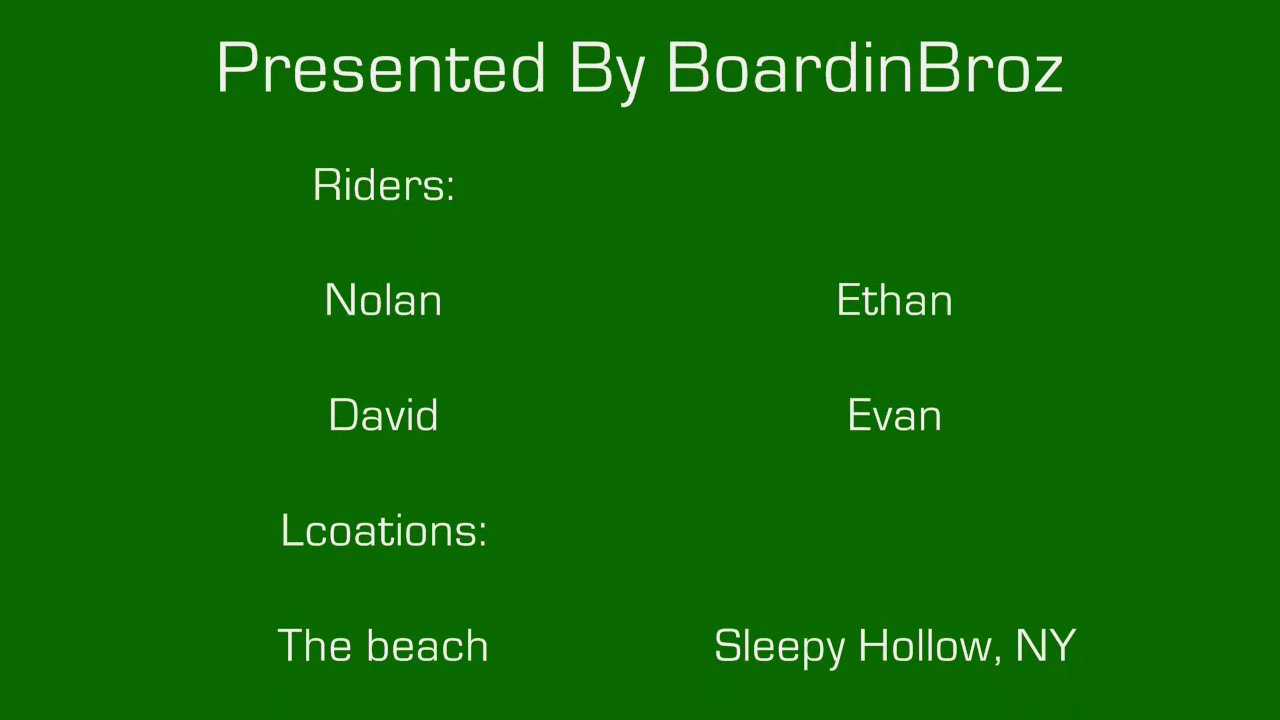 Presented By BoardinBroz
Riders:
Nolan Ethan
David Evan
Lcoations:
The beach Sleepy Hollow, NY